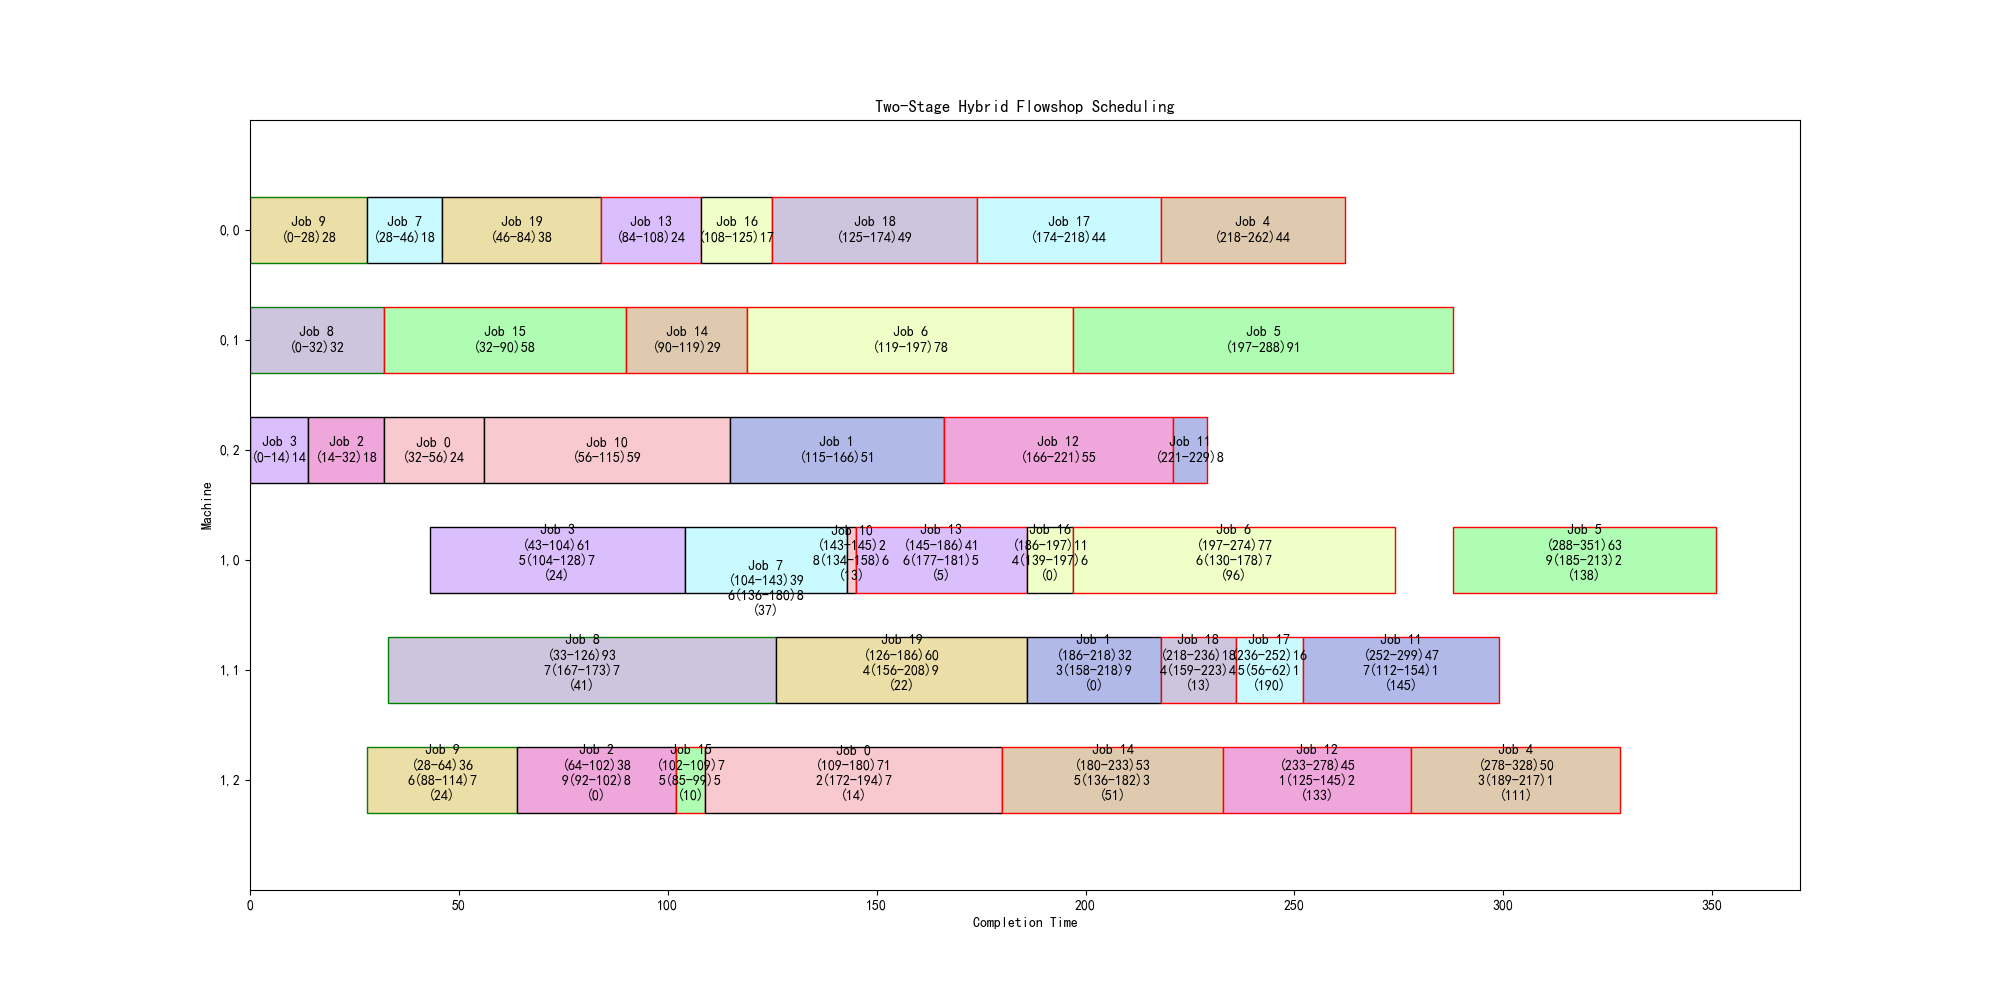 Two-Stage Hybrid Flowshop Scheduling
Machine
0,0
Job 9
(0-28)28
Job 7
(28-46)18
Job 19
(46-84)38
Job 13
(84-108)24
Job 16
(108-125)17
Job 18
(125-174)49
Job 17
(174-218)44
Job 4
(218-262)44
0,1
Job 8
(0-32)32
Job 15
(32-90)58
Job 14
(90-119)29
Job 6
(119-197)78
Job 5
(197-288)91
0,2
Job 3
(0-14)14
Job 2
(14-32)18
Job 0
(32-56)24
Job 10
(56-115)59
Job 1
(115-166)51
Job 12
(166-221)55
Job 11
(221-229)8
1,0
Job 3
(43-104)61
5(104-128)7
(24)
Job 7
(104-143)39
6(136-180)8
(37)
Job 10
(143-145)2
8(134-158)6
(13)
Job 13
(145-186)41
6(177-181)5
(5)
Job 16
(186-197)11
4(139-197)6
(0)
Job 6
(197-274)77
6(130-178)7
(96)
Job 5
(288-351)63
9(185-213)2
(138)
1,1
Job 8
(33-126)93
7(167-173)7
(41)
Job 19
(126-186)60
4(156-208)9
(22)
Job 1
(186-218)32
3(158-218)9
(0)
Job 18
(218-236)18
4(159-223)4
(13)
Job 17
(236-252)16
5(56-62)1
(190)
Job 11
(252-299)47
7(112-154)1
(145)
1,2
Job 9
(28-64)36
6(88-114)7
(24)
Job 2
(64-102)38
9(92-102)8
(0)
Job 15
(102-109)7
5(85-99)5
(10)
Job 0
(109-180)71
2(172-194)7
(14)
Job 14
(180-233)53
5(136-182)3
(51)
Job 12
(233-278)45
1(125-145)2
(133)
Job 4
(278-328)50
3(189-217)1
(111)
0
50
100
150
200
250
300
350
Completion Time